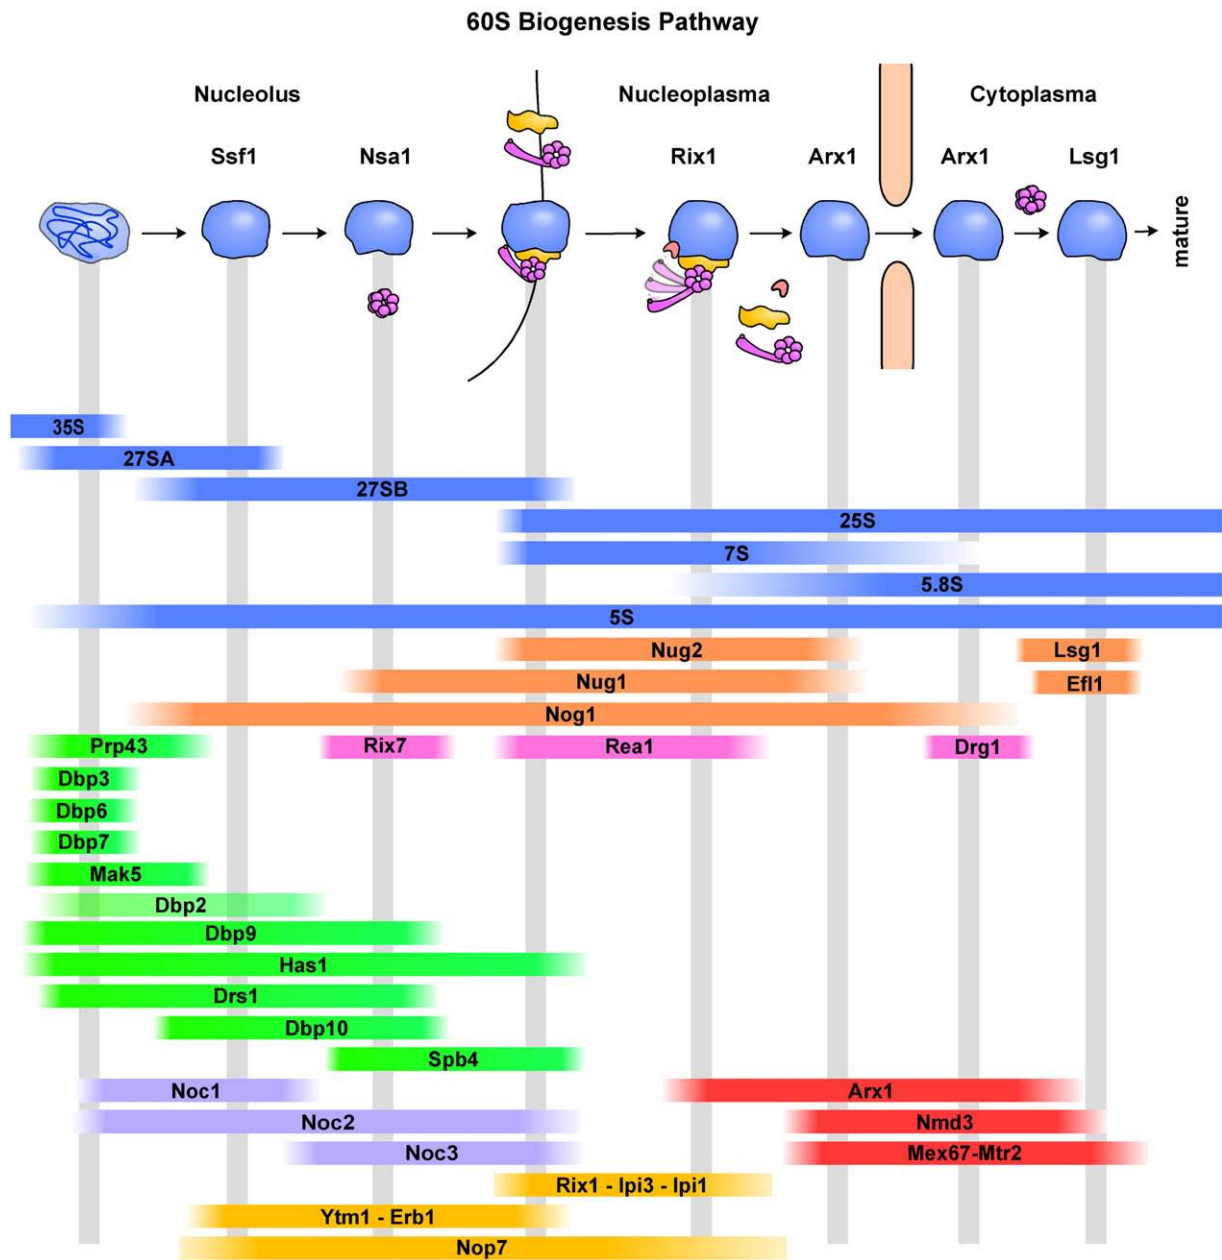 60S Biogenesis Pathway
Nucleolus Nucleoplasma Cytoplasma
Ssf1 Nsa1 Rix1 Arx1 Arx1 Lsg1
mature
35S
27SA
27SB
25S
7S
5.8S
5S
Nug2 Lsg1
Nug1 Efl1
Nog1
Prp43 Rix7 Rea1 Drg1
Dbp3
Dbp6
Dbp7
Mak5
Dbp2
Dbp9
Has1
Drs1
Dbp10
Spb4
Noc1 Arx1
Noc2 Nmd3
Noc3 Mex67-Mtr2
Rix1 - Ipi3 - Ipi1
Ytm1 - Erb1
Nop7